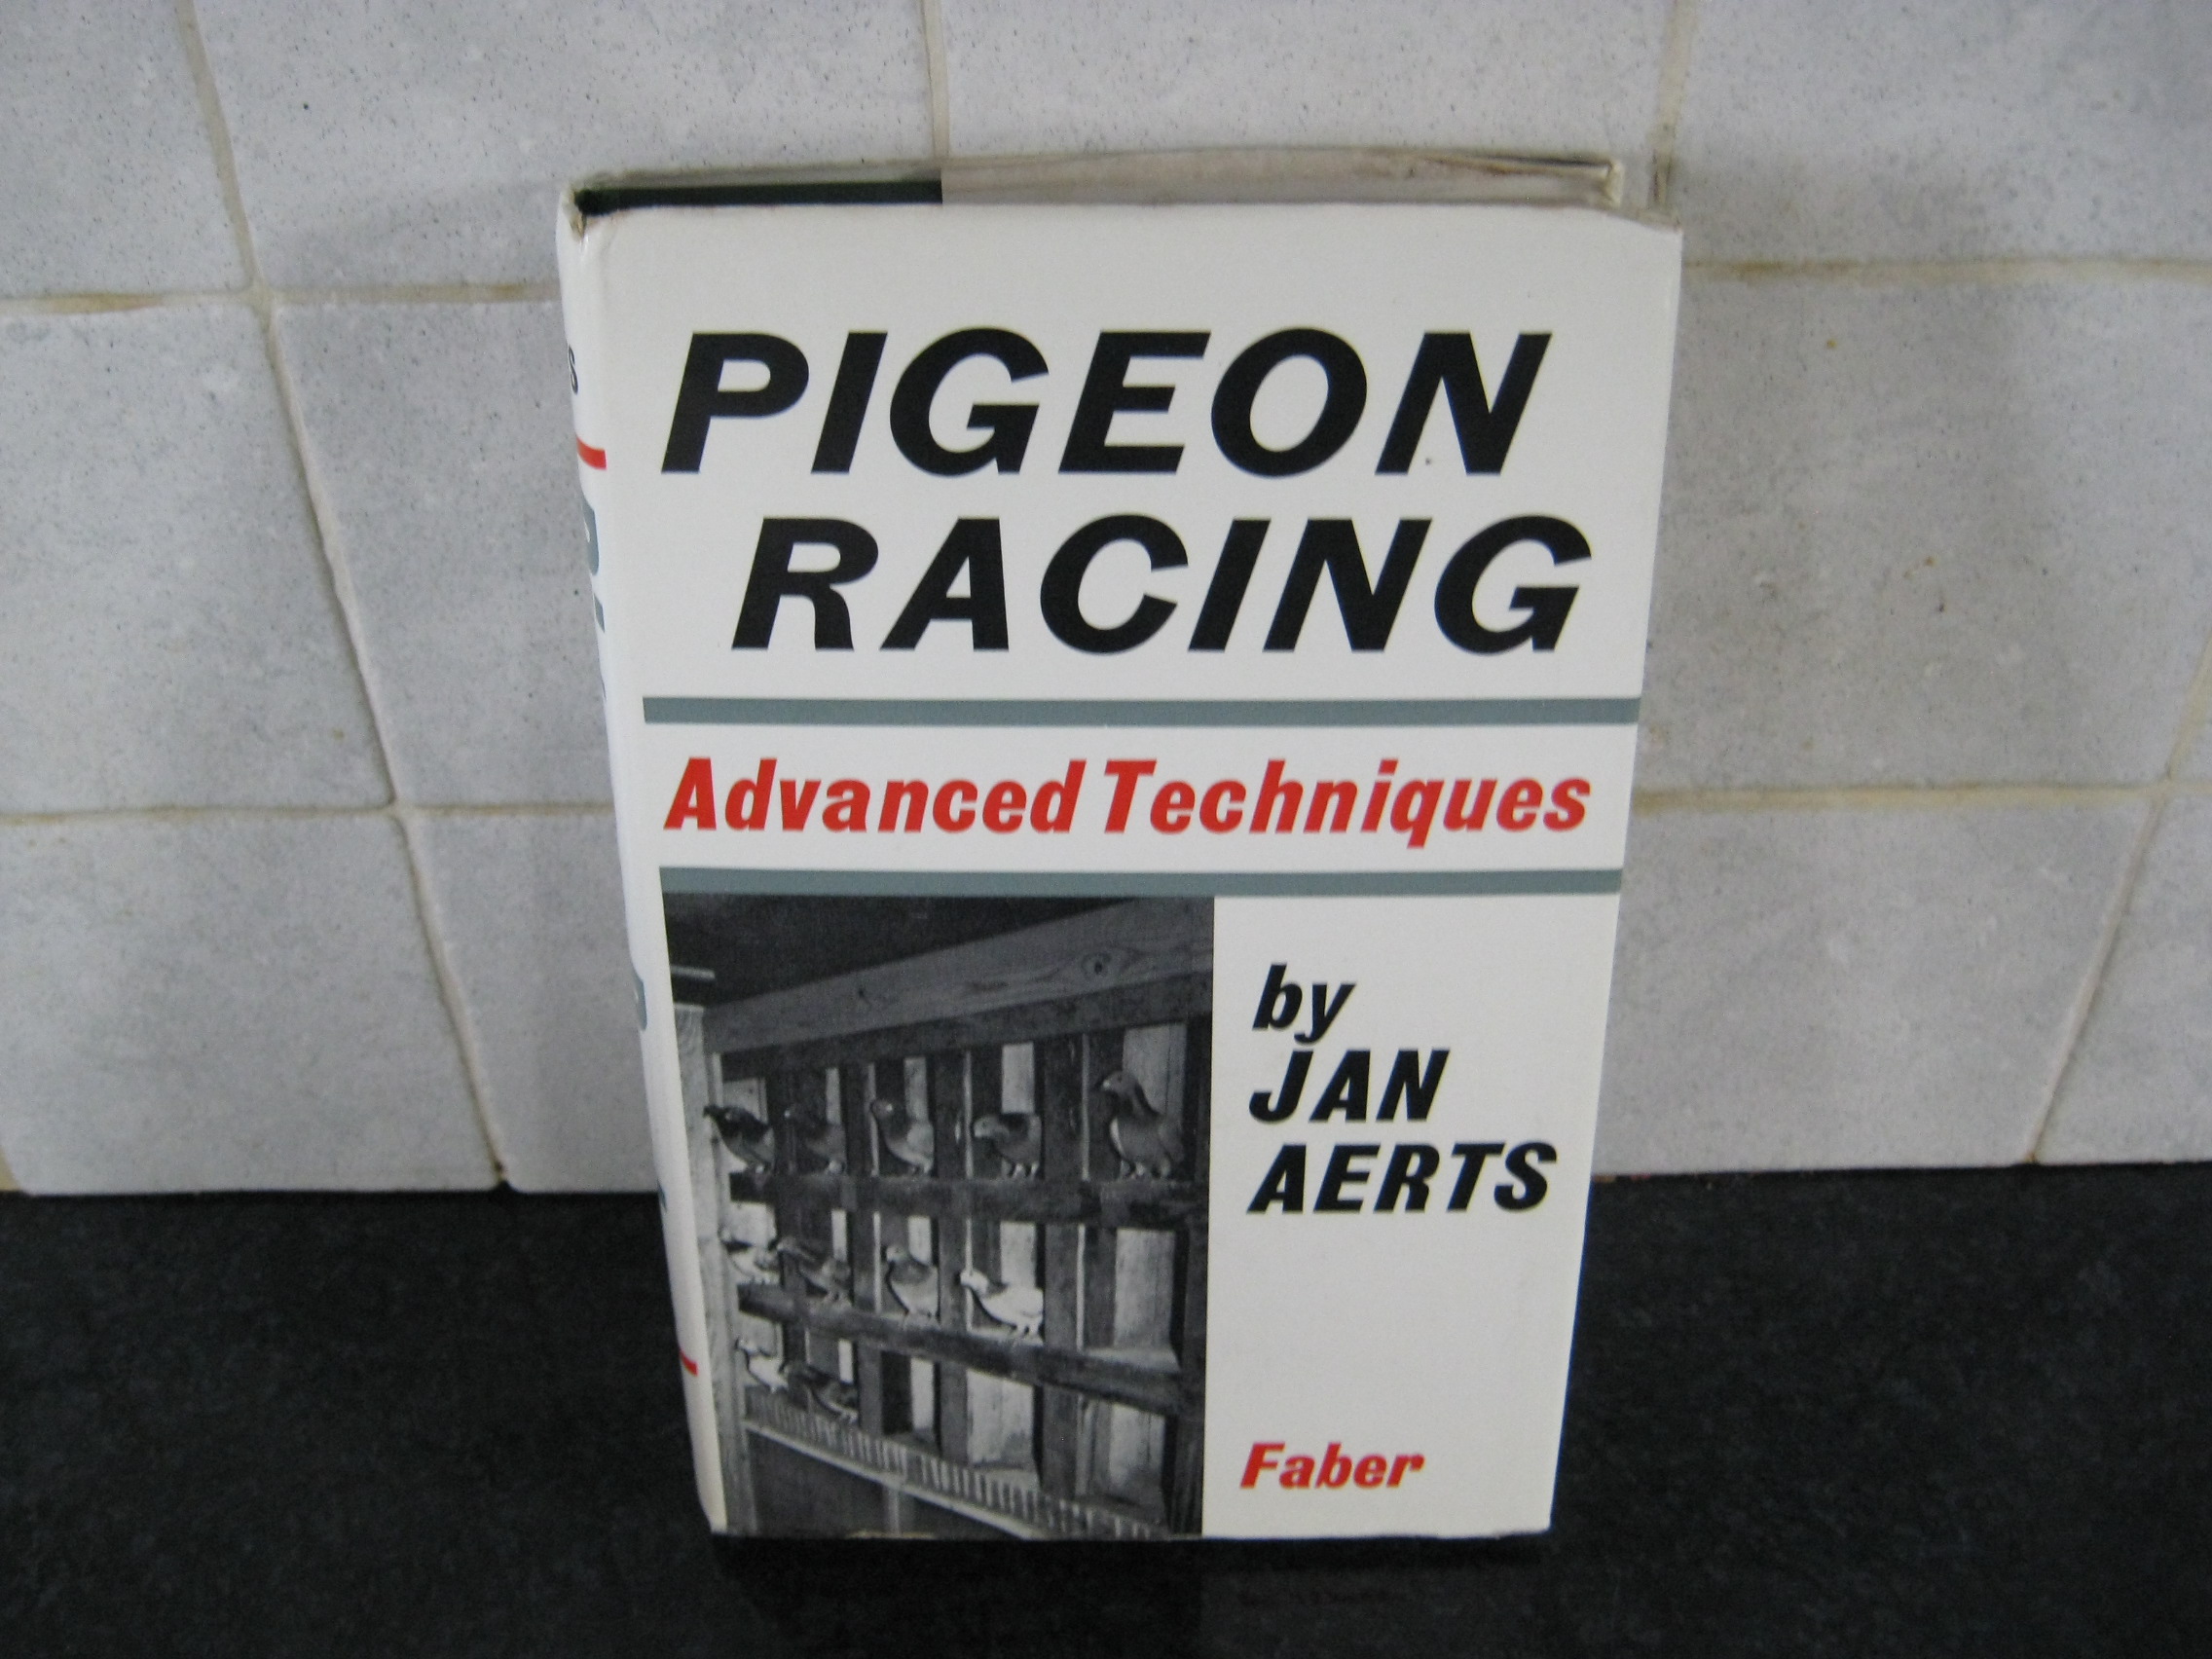 PIGEON
RACING
Advanced Techniques
by
JAN
AERTS
Faber